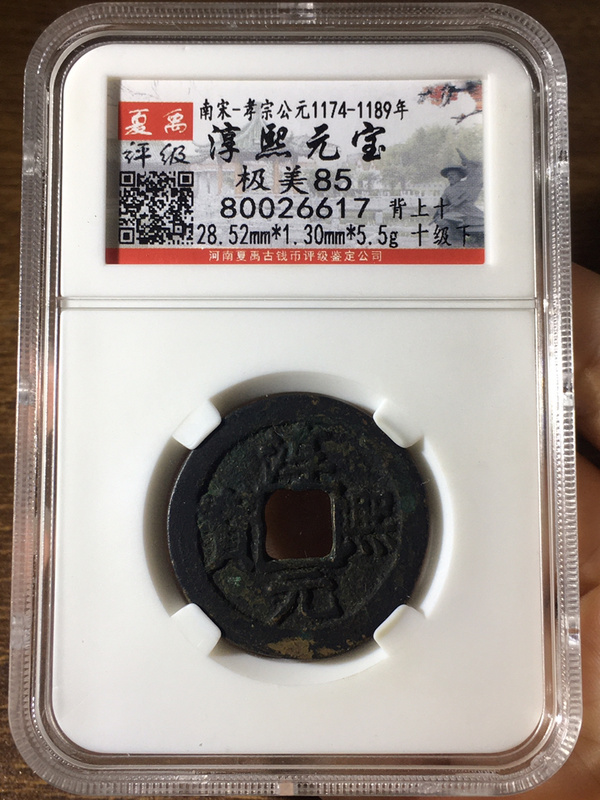 夏禹
评级
南宋-孝宗公元1174-1189年
淳熙元宝
极美85
80026617 背上十
28.52mm*1.30mm*5.5g 十级下
河南夏禹古钱币评级鉴定公司
淳熙元寶